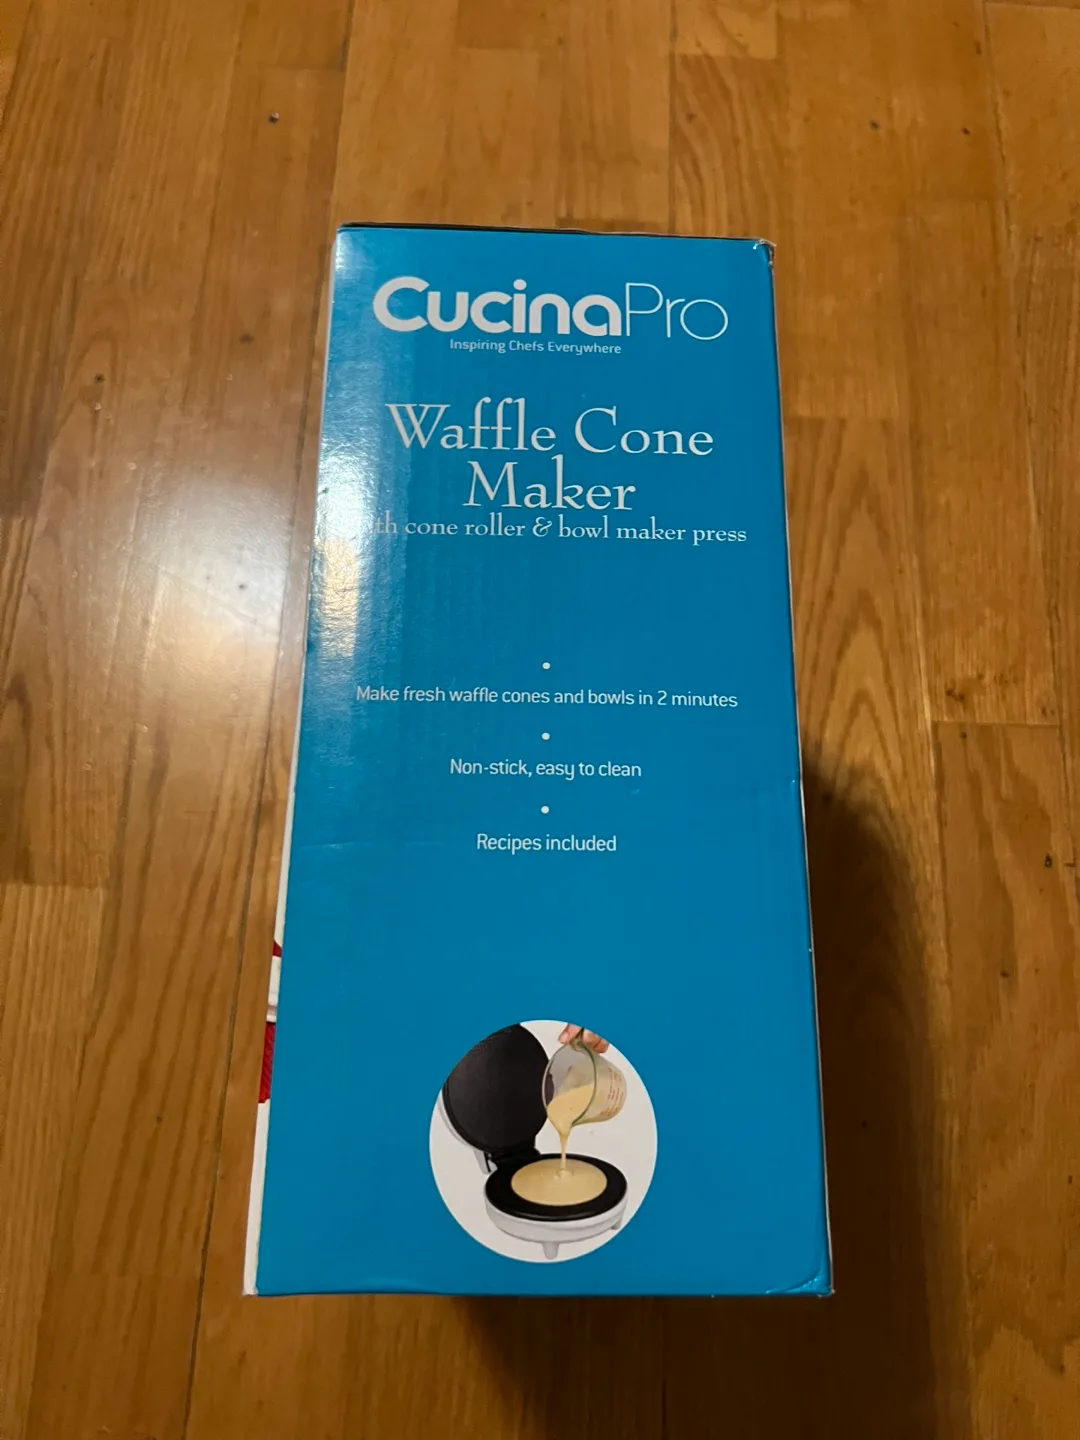 CucinaPro
Inspiring Chefs Everywhere
Waffle Cone
Maker
cone roller & bowl maker press
• Make fresh waffle cones and bowls in 2 minutes
• Non-stick, easy to clean
• Recipes included